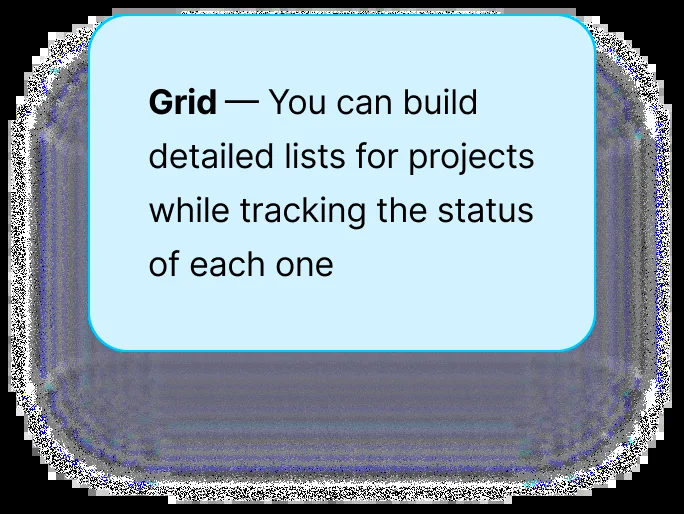 Grid — You can build
detailed lists for projects
while tracking the status
of each one